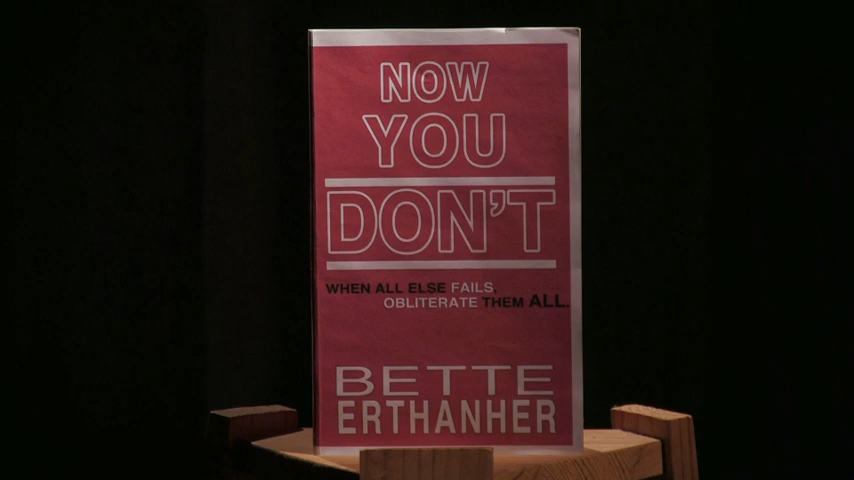 NOW
YOU
DON'T
WHEN ALL ELSE FAILS,
OBLITERATE THEM ALL.
BETTE
ERTHANHER